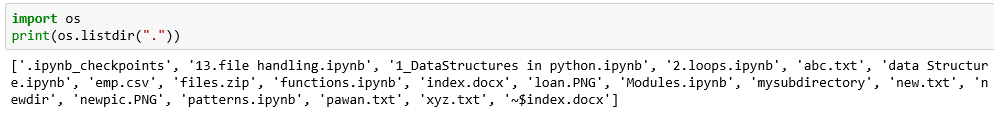 import os
print(os.listdir("."))
['.ipynb_checkpoints', '13.file handling.ipynb', '1_DataStructures in python.ipynb', '2.loops.ipynb', 'abc.txt', 'data Structur
e.ipynb', 'emp.csv', 'files.zip', 'functions.ipynb', 'index.docx', 'loan.PNG', 'Modules.ipynb', 'mysubdirectory', 'new.txt', 'n
ewdir', 'newpic.PNG', 'patterns.ipynb', 'pawan.txt', 'xyz.txt', '~$index.docx']